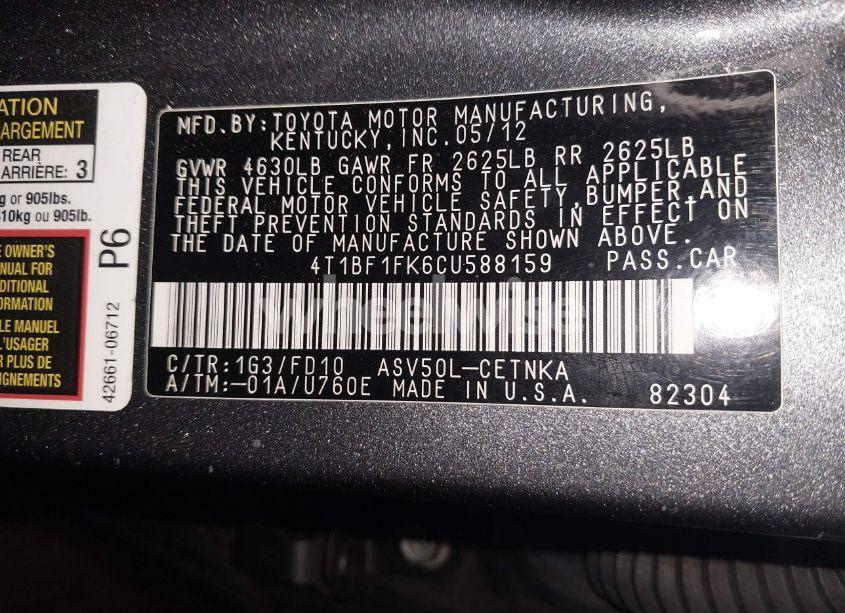 ATION
ARGEMENT
REAR
ARRIÈRE: 3
g or 905lbs.
10kg ou 905lb.
E OWNER'S
NUAL FOR
DITIONAL
ORMATION
LE MANUEL
L'USAGER
R PLUS DE
IGNEMENTS
P6
42661-06712
MFD.BY:TOYOTA MOTOR MANUFACTURING,
KENTUCKY,INC.05/12
GVWR 4630LB GAWR FR 2625LB RR 2625LB
THIS VEHICLE CONFORMS TO ALL APPLICABLE
FEDERAL MOTOR VEHICLE SAFETY,BUMPER,AND
THEFT PREVENTION STANDARDS IN EFFECT ON
THE DATE OF MANUFACTURE SHOWN ABOVE.
4T1BF1FK6CU588159 PASS.CAR
wheelwise
C/TR:1G3/FD10 ASV50L-CETNKA
A/TM:-01A/U760E MADE IN U.S.A. 82304